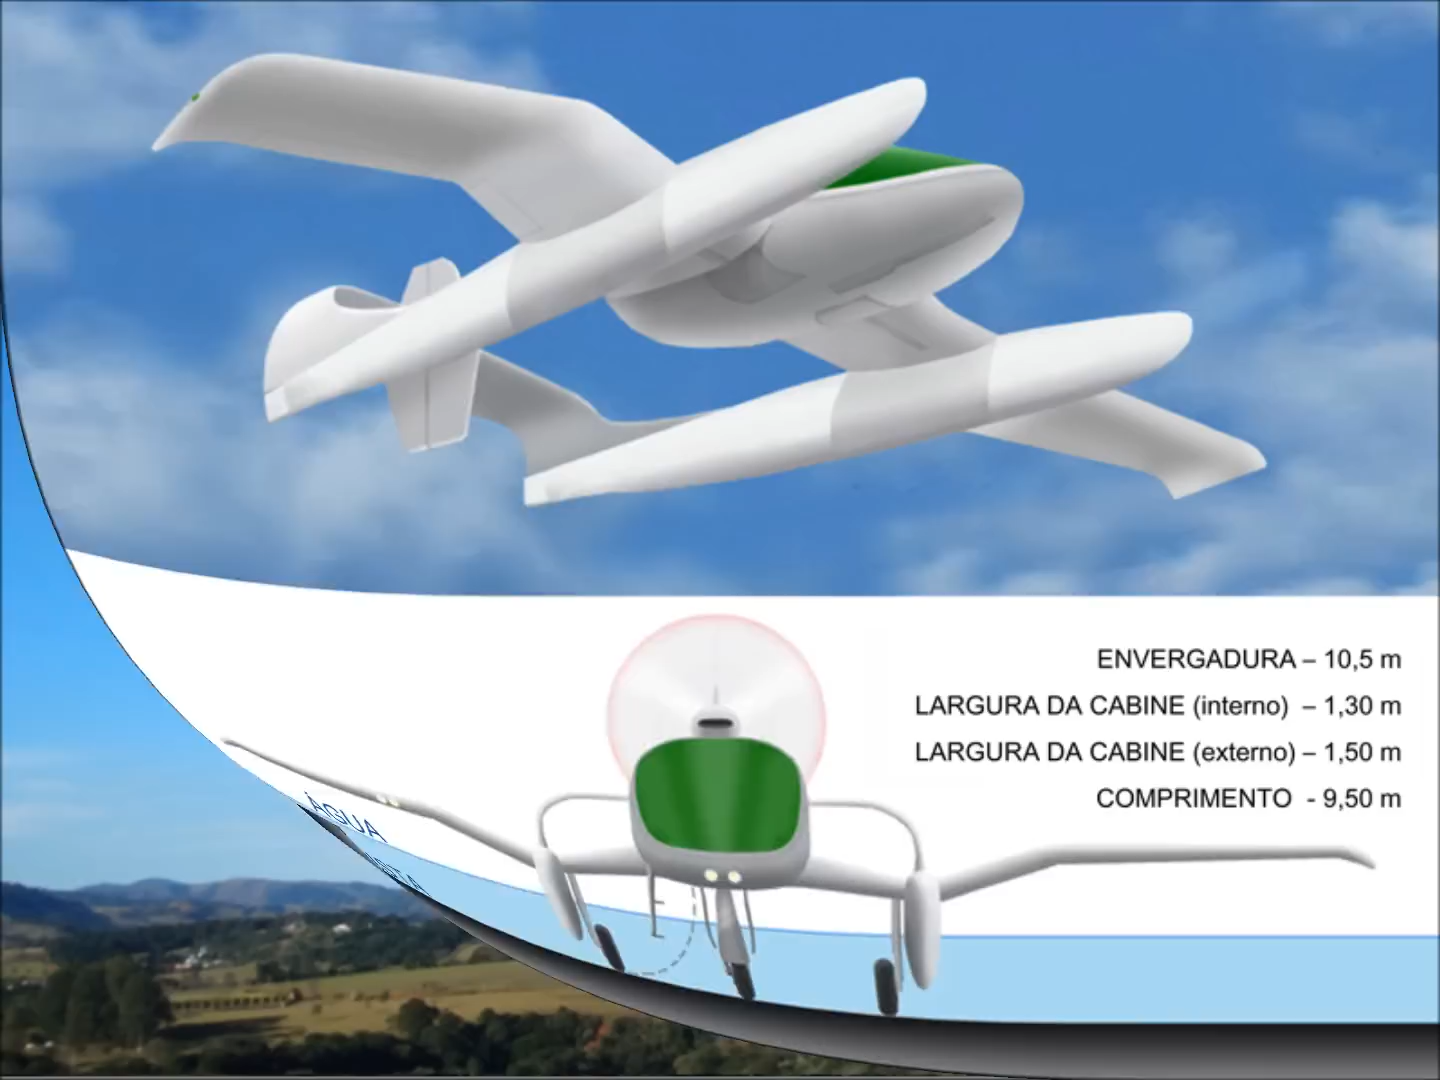 ENVERGADURA – 10,5 m
LARGURA DA CABINE (interno) – 1,30 m
LARGURA DA CABINE (externo) – 1,50 m
COMPRIMENTO - 9,50 m
ÁGUA